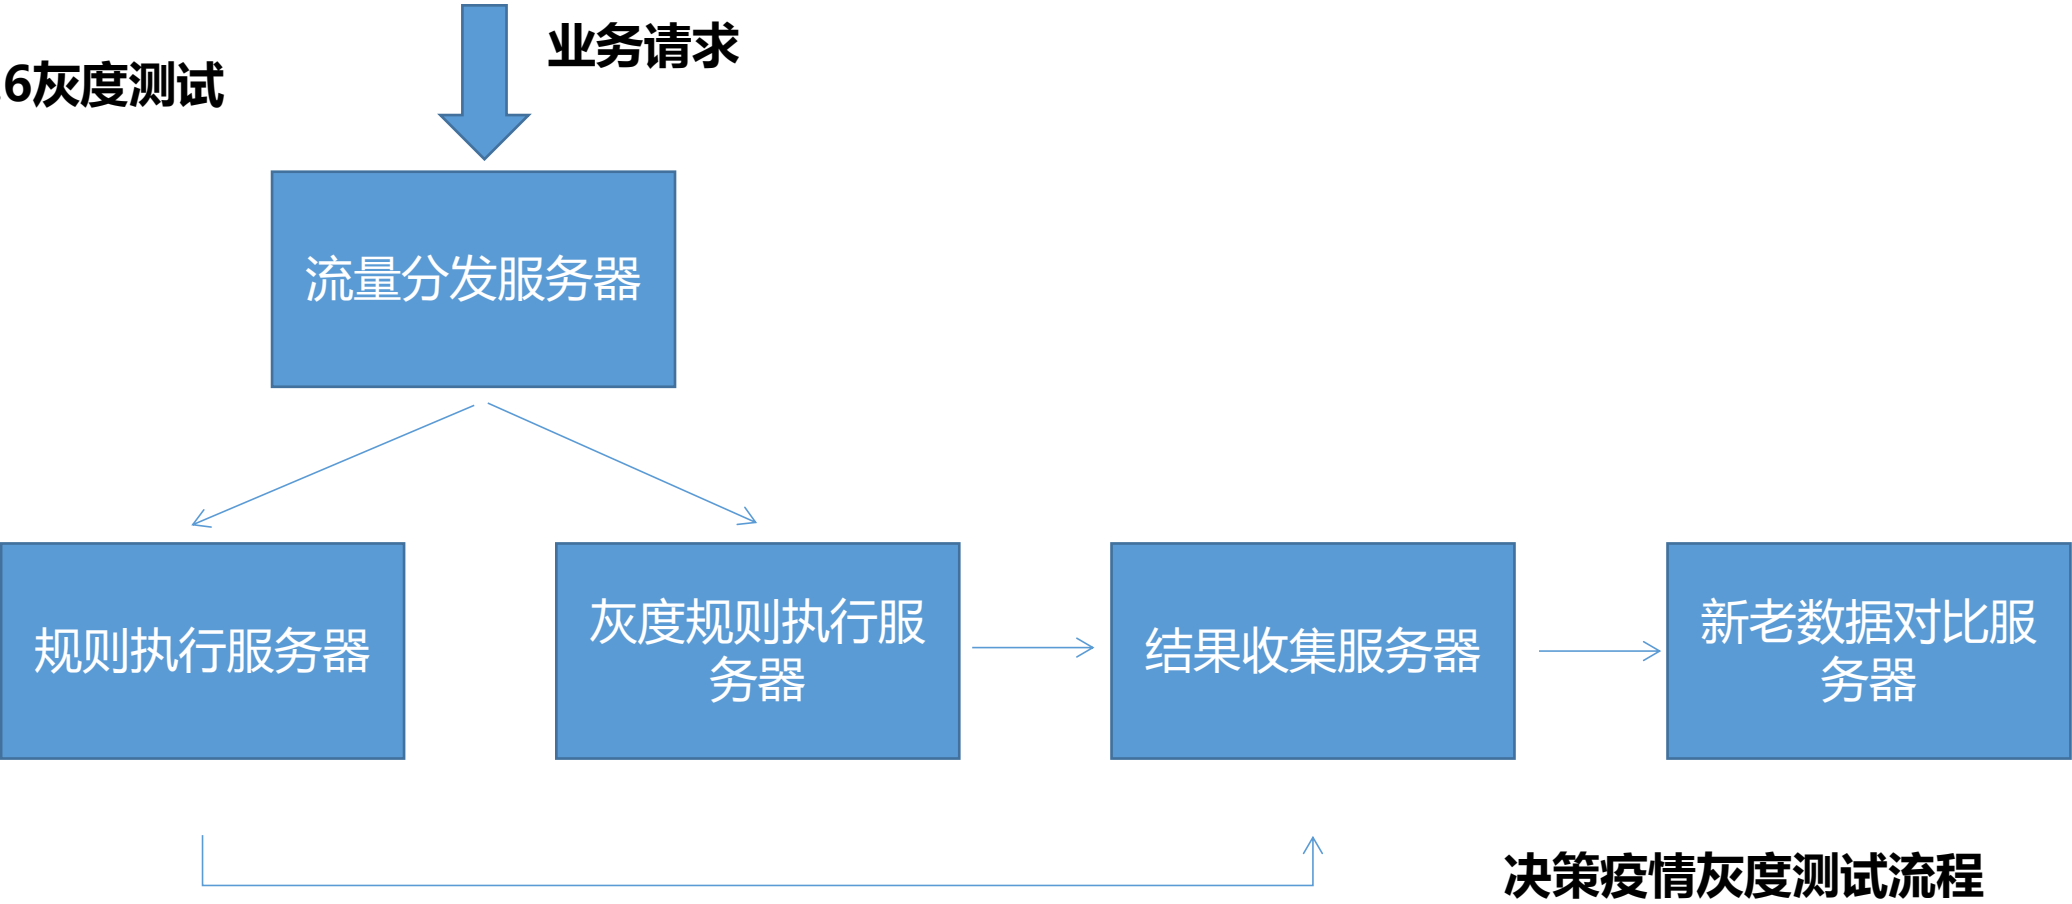 业务请求
6灰度测试
流量分发服务器
规则执行服务器
灰度规则执行服
务器
结果收集服务器
新老数据对比服
务器
决策疫情灰度测试流程